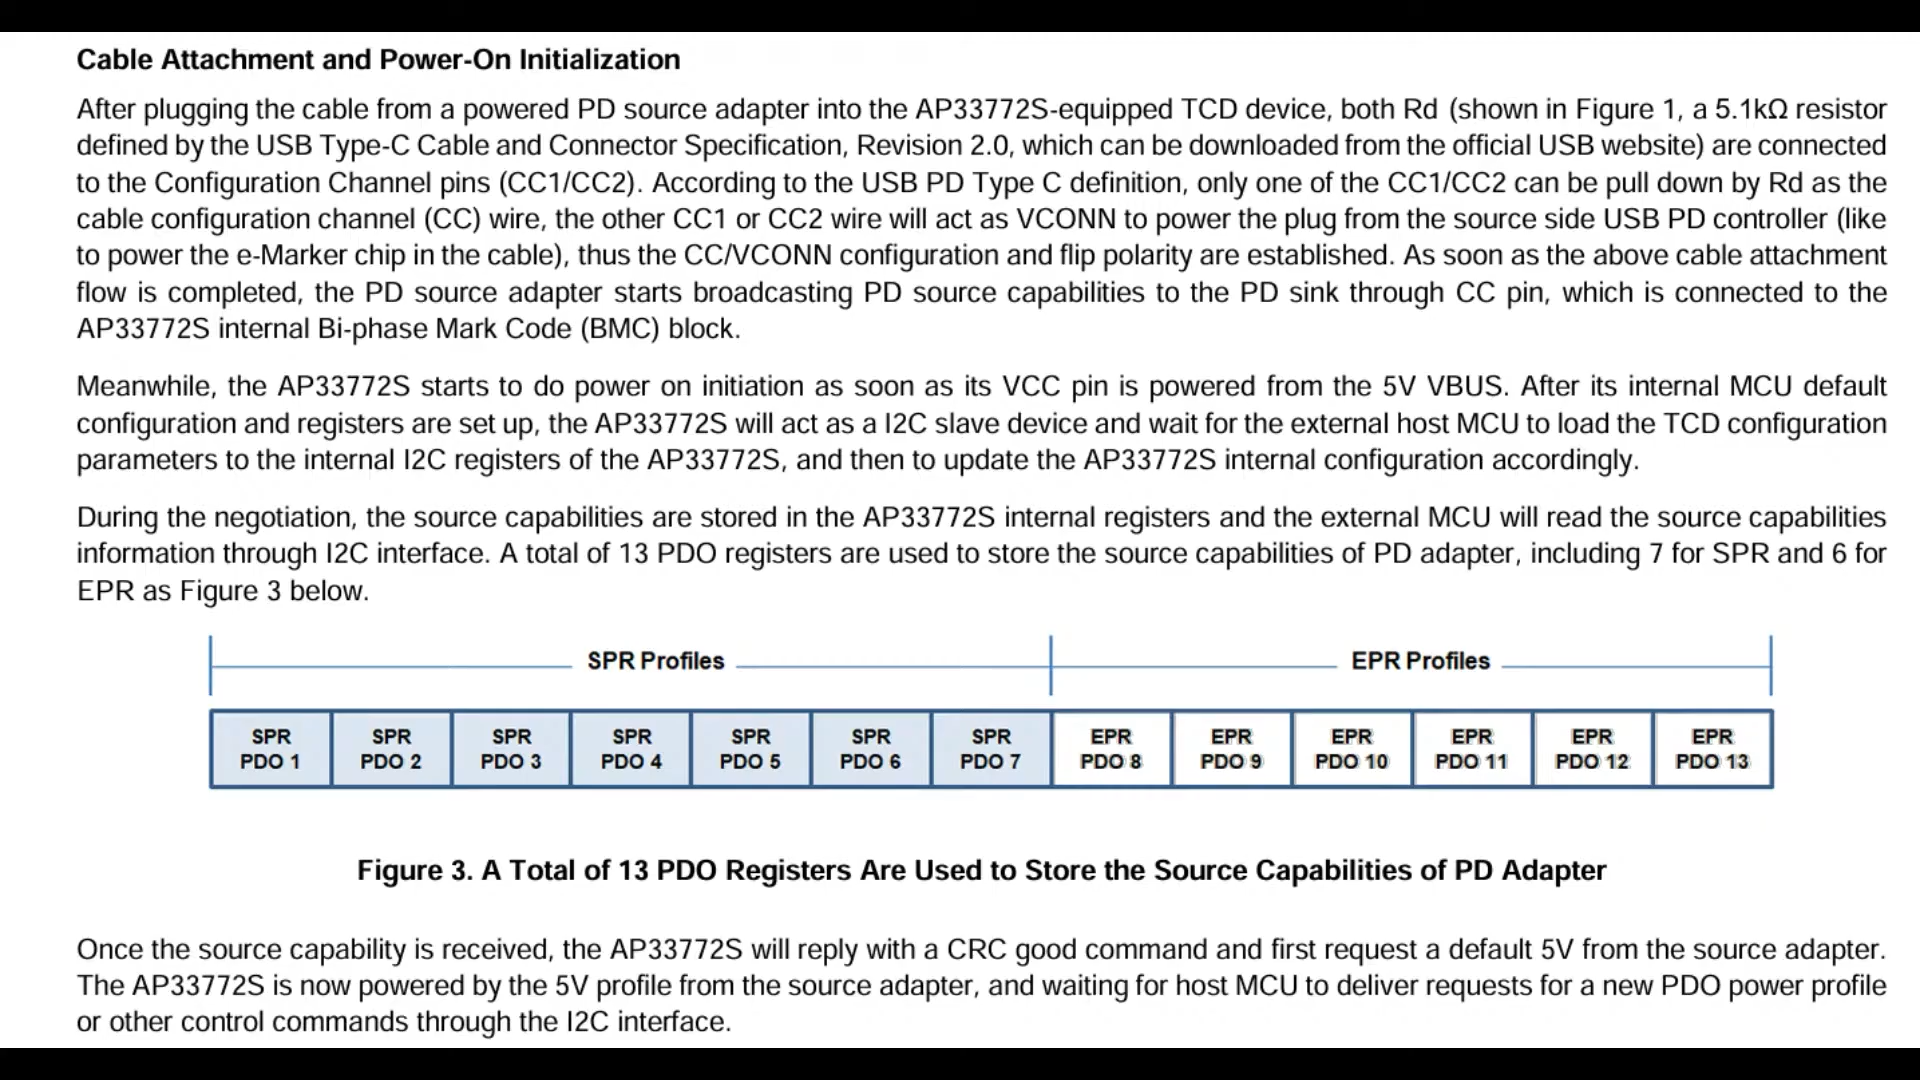 Cable Attachment and Power-On Initialization
After plugging the cable from a powered PD source adapter into the AP33772S-equipped TCD device, both Rd (shown in Figure 1, a 5.1kΩ resistor
defined by the USB Type-C Cable and Connector Specification, Revision 2.0, which can be downloaded from the official USB website) are connected
to the Configuration Channel pins (CC1/CC2). According to the USB PD Type C definition, only one of the CC1/CC2 can be pull down by Rd as the
cable configuration channel (CC) wire, the other CC1 or CC2 wire will act as VCONN to power the plug from the source side USB PD controller (like
to power the e-Marker chip in the cable), thus the CC/VCONN configuration and flip polarity are established. As soon as the above cable attachment
flow is completed, the PD source adapter starts broadcasting PD source capabilities to the PD sink through CC pin, which is connected to the
AP33772S internal Bi-phase Mark Code (BMC) block.
Meanwhile, the AP33772S starts to do power on initiation as soon as its VCC pin is powered from the 5V VBUS. After its internal MCU default
configuration and registers are set up, the AP33772S will act as a I2C slave device and wait for the external host MCU to load the TCD configuration
parameters to the internal I2C registers of the AP33772S, and then to update the AP33772S internal configuration accordingly.
During the negotiation, the source capabilities are stored in the AP33772S internal registers and the external MCU will read the source capabilities
information through I2C interface. A total of 13 PDO registers are used to store the source capabilities of PD adapter, including 7 for SPR and 6 for
EPR as Figure 3 below.
SPR Profiles EPR Profiles
SPR SPR SPR SPR SPR SPR SPR EPR EPR EPR EPR EPR EPR
PDO 1 PDO 2 PDO 3 PDO 4 PDO 5 PDO 6 PDO 7 PDO 8 PDO 9 PDO 10 PDO 11 PDO 12 PDO 13
Figure 3. A Total of 13 PDO Registers Are Used to Store the Source Capabilities of PD Adapter
Once the source capability is received, the AP33772S will reply with a CRC good command and first request a default 5V from the source adapter.
The AP33772S is now powered by the 5V profile from the source adapter, and waiting for host MCU to deliver requests for a new PDO power profile
or other control commands through the I2C interface.